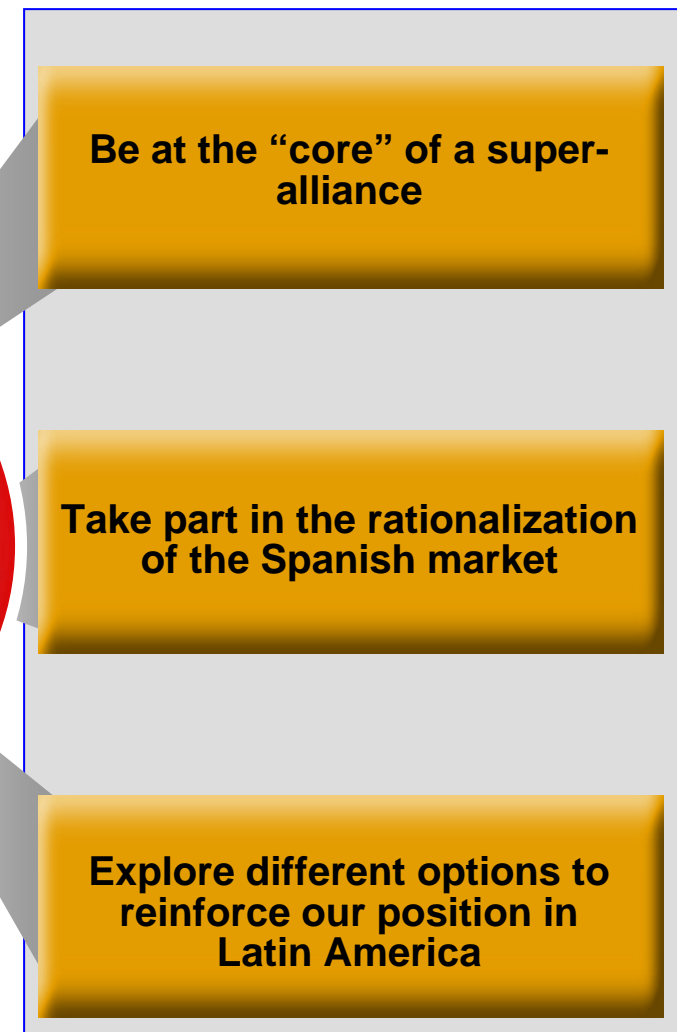 Be at the “core” of a super-
alliance
Take part in the rationalization
of the Spanish market
Explore different options to
reinforce our position in
Latin America